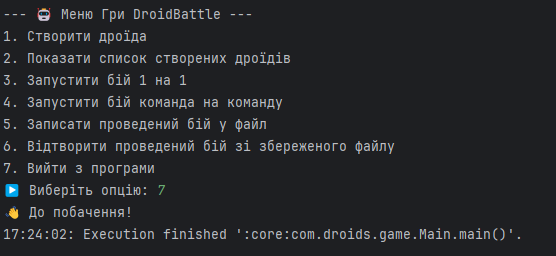 --- 🤖 Меню Гри DroidBattle ---
1. Створити дроїда
2. Показати список створених дроїдів
3. Запустити бій 1 на 1
4. Запустити бій команда на команду
5. Записати проведений бій у файл
6. Відтворити проведений бій зі збереженого файлу
7. Вийти з програми
▶️ Виберіть опцію: 7
👋 До побачення!
17:24:02: Execution finished ':core:com.droids.game.Main.main()'.